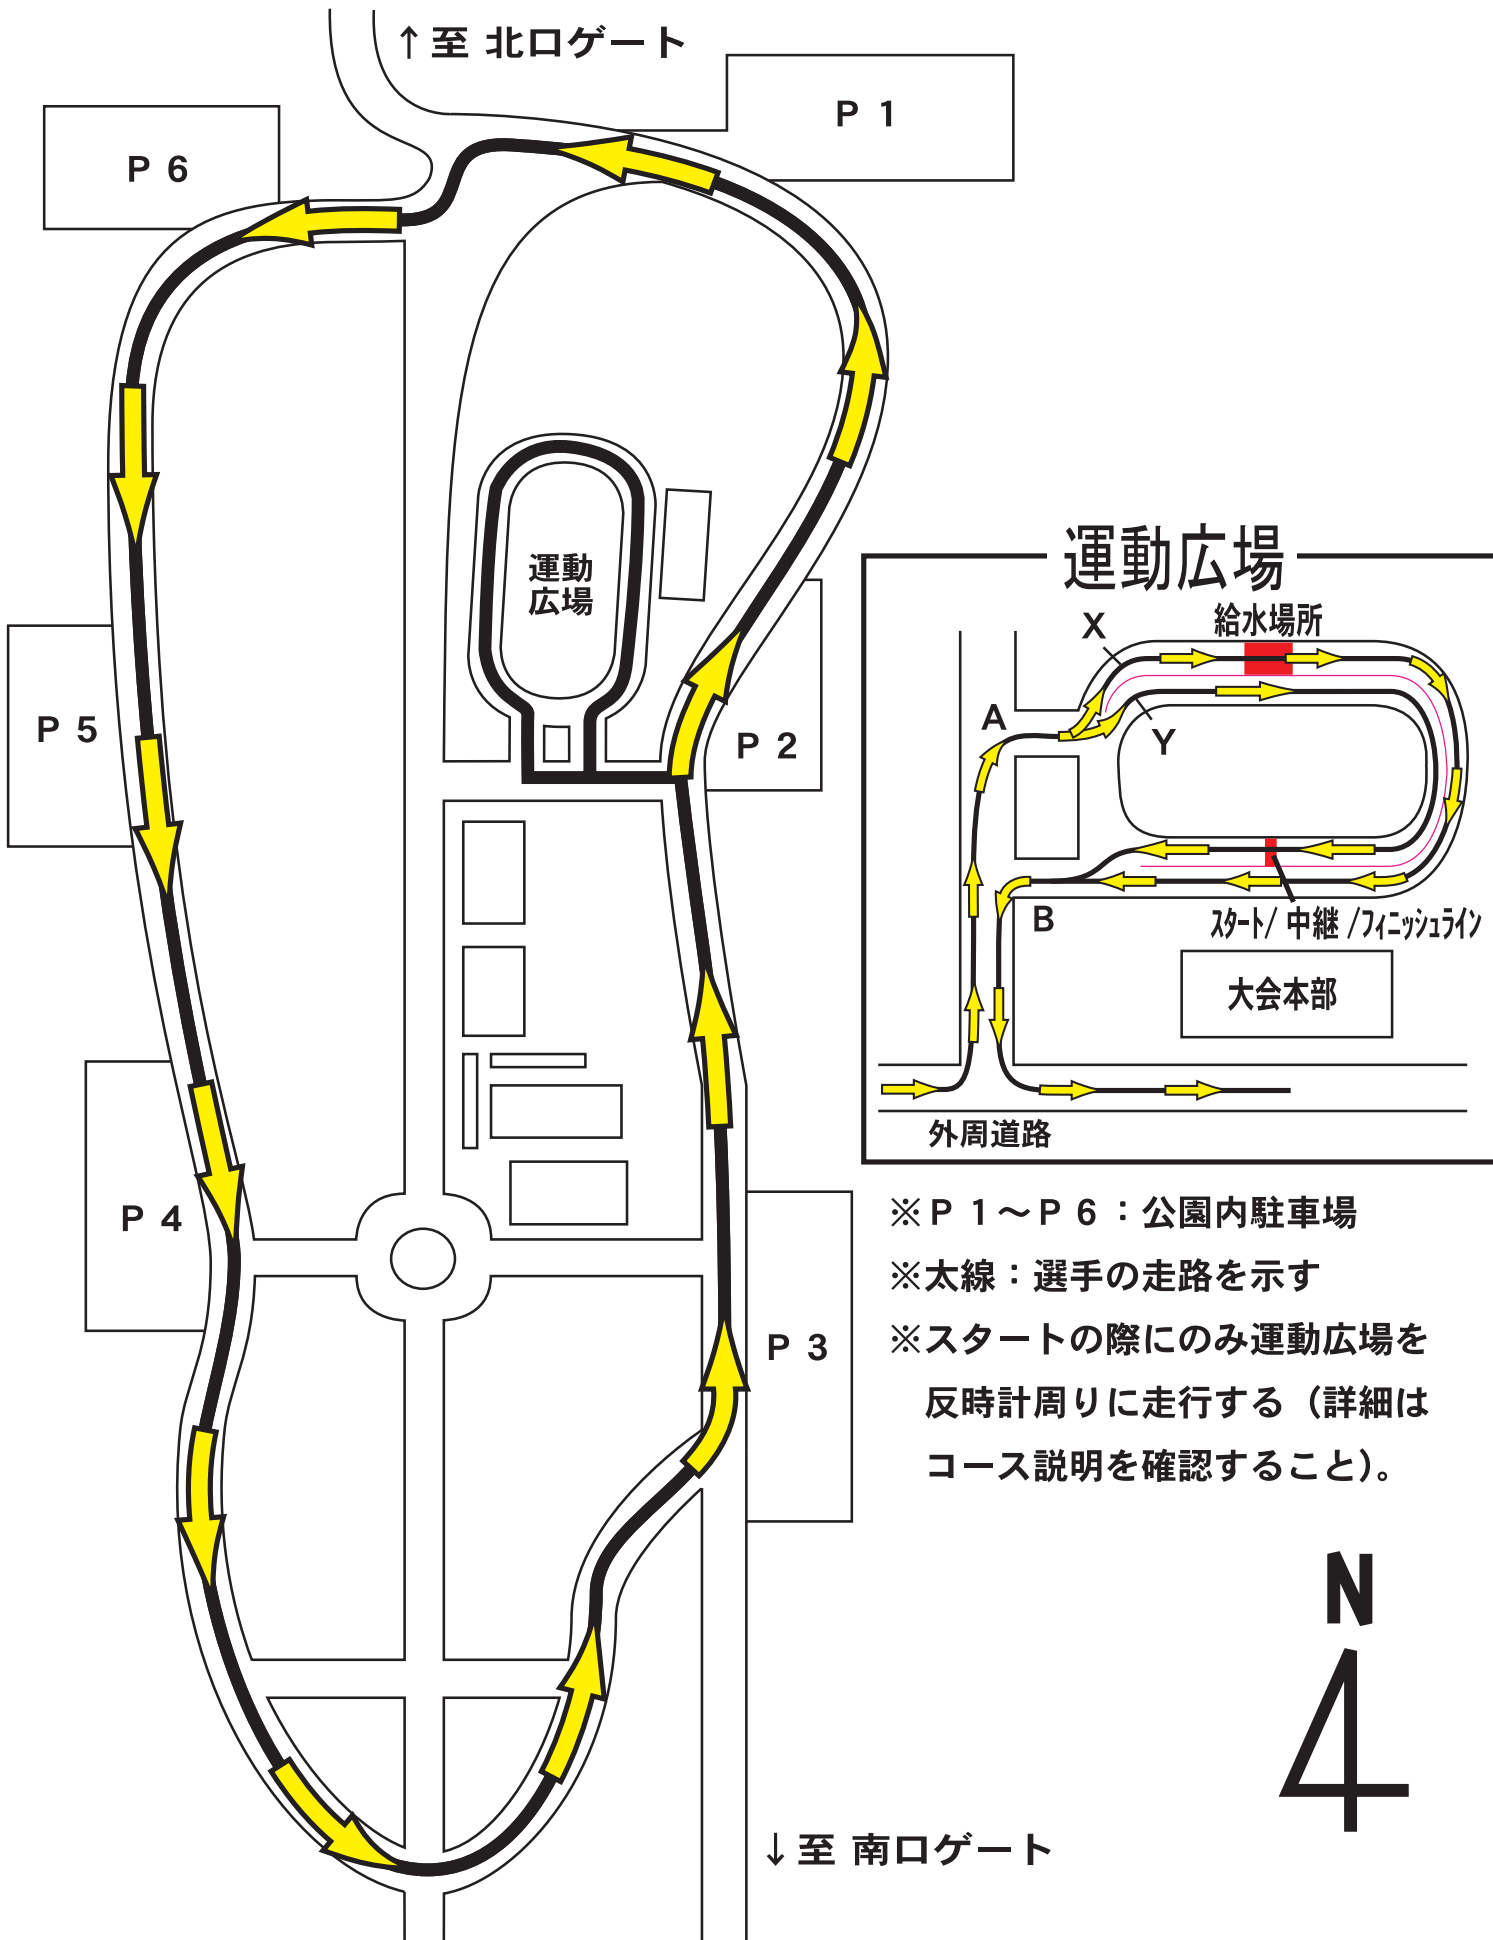 ↑至 北口ゲート
P 1
P 6
運動
広場
運動広場
給水場所
X
A
Y
P 5
P 2
B
スタート/ 中継 /フィニッシュライン
大会本部
外周道路
P 4
※P 1～P 6：公園内駐車場
※太線：選手の走路を示す
P 3
※スタートの際にのみ運動広場を
反時計周りに走行する（詳細は
コース説明を確認すること）。
N
↓至 南口ゲート